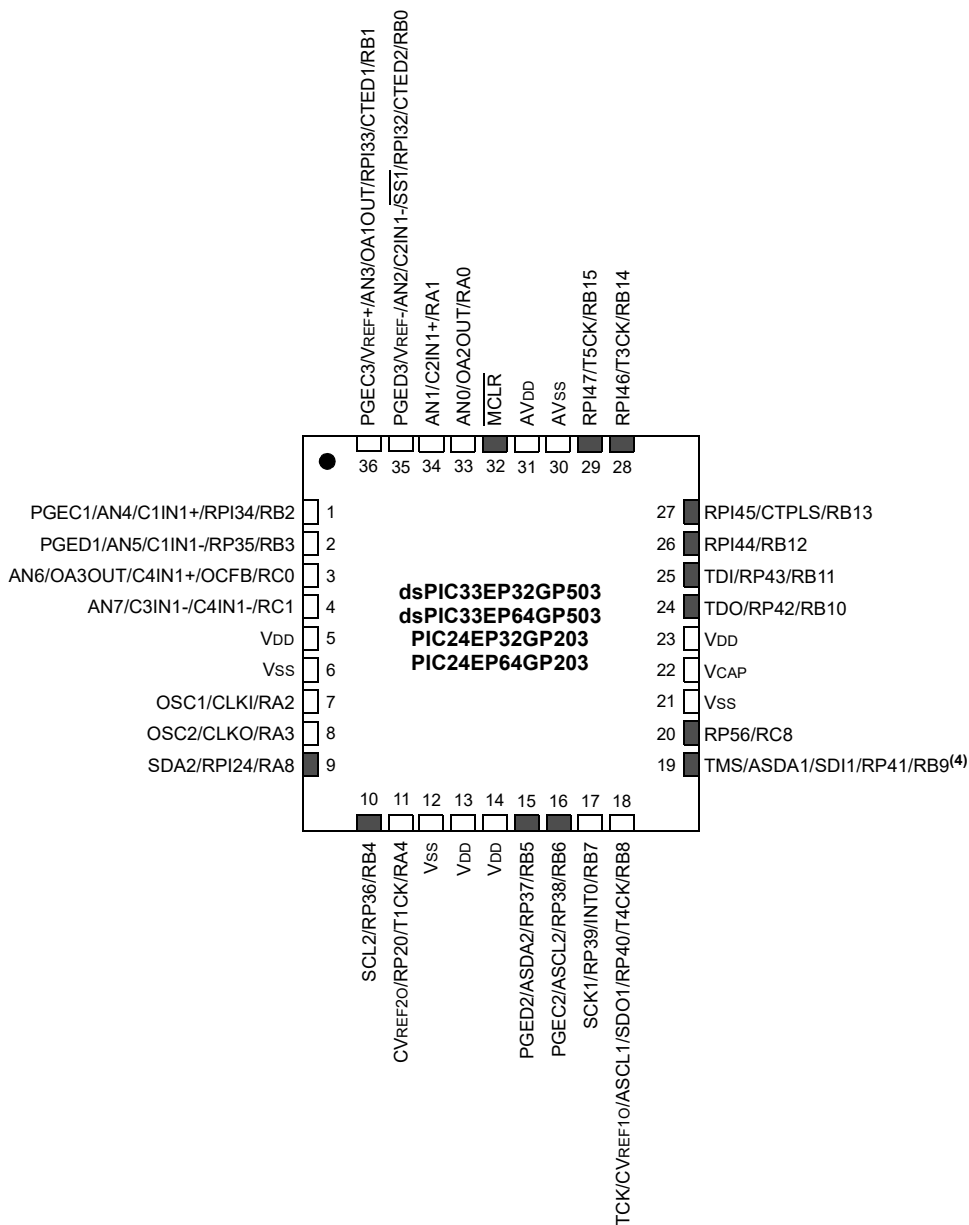 PGEC3/VREF+/AN3/OA1OUT/RPI33/CTED1/RB1
PGED3/VREF-/AN2/C2IN1-/SS1/RPI32/CTED2/RB0
AN1/C2IN1+/RA1
AN0/OA2OUT/RA0
MCLR
AVDD
AVSS
RPI47/T5CK/RB15
RPI46/T3CK/RB14
36 35 34 33 32 31 30 29 28
PGEC1/AN4/C1IN1+/RPI34/RB2 1
PGED1/AN5/C1IN1-/RP35/RB3 2
AN6/OA3OUT/C4IN1+/OCFB/RC0 3
AN7/C3IN1-/C4IN1-/RC1 4
VDD 5
VSS 6
OSC1/CLKI/RA2 7
OSC2/CLKO/RA3 8
SDA2/RPI24/RA8 9
dsPIC33EP32GP503
dsPIC33EP64GP503
PIC24EP32GP203
PIC24EP64GP203
27 RPI45/CTPLS/RB13
26 RPI44/RB12
25 TDI/RP43/RB11
24 TDO/RP42/RB10
23 VDD
22 VCAP
21 VSS
20 RP56/RC8
19 TMS/ASDA1/SDI1/RP41/RB9(4)
10 11 12 13 14 15 16 17 18
SCL2/RP36/RB4
CVREF2O/RP20/T1CK/RA4
VSS
VDD
VDD
PGED2/ASDA2/RP37/RB5
PGEC2/ASCL2/RP38/RB6
SCK1/RP39/INT0/RB7
TCK/CVREF1O/ASCL1/SDO1/RP40/T4CK/RB8